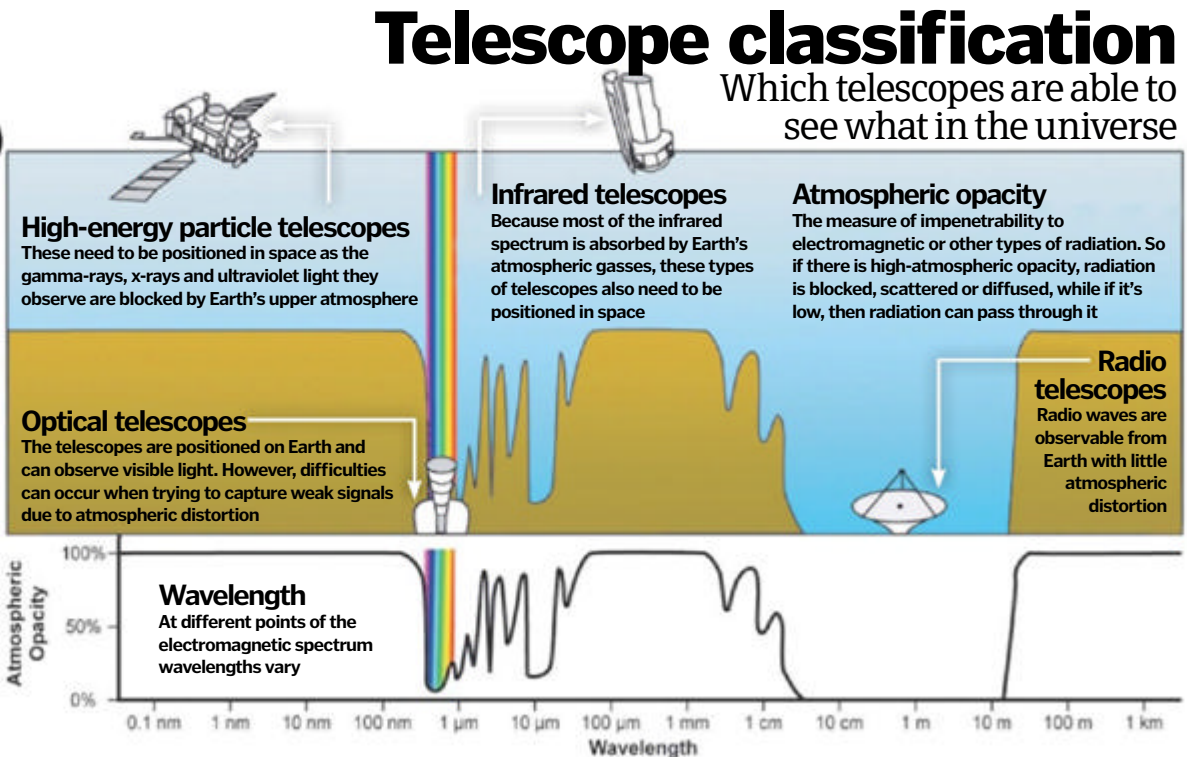 Telescope classification
Which telescopes are able to
see what in the universe
High-energy particle telescopes
These need to be positioned in space as the
gamma-rays, x-rays and ultraviolet light they
observe are blocked by Earth's upper atmosphere
Infrared telescopes
Because most of the infrared
spectrum is absorbed by Earth's
atmospheric gasses, these types
of telescopes also need to be
positioned in space
Atmospheric opacity
The measure of impenetrability to
electromagnetic or other types of radiation. So
if there is high-atmospheric opacity, radiation
is blocked, scattered or diffused, while if it's
low, then radiation can pass through it
Optical telescopes
The telescopes are positioned on Earth and
can observe visible light. However, difficulties
can occur when trying to capture weak signals
due to atmospheric distortion
Radio
telescopes
Radio waves are
observable from
Earth with little
atmospheric
distortion
Atmospheric
Opacity
100%
50%
0%
Wavelength
At different points of the
electromagnetic spectrum
wavelengths vary
0.1 nm 1 nm 10 nm 100 nm 1 µm 10 µm 100 µm 1 mm 1 cm 10 cm 1 m 10 m 100 m 1 km
Wavelength